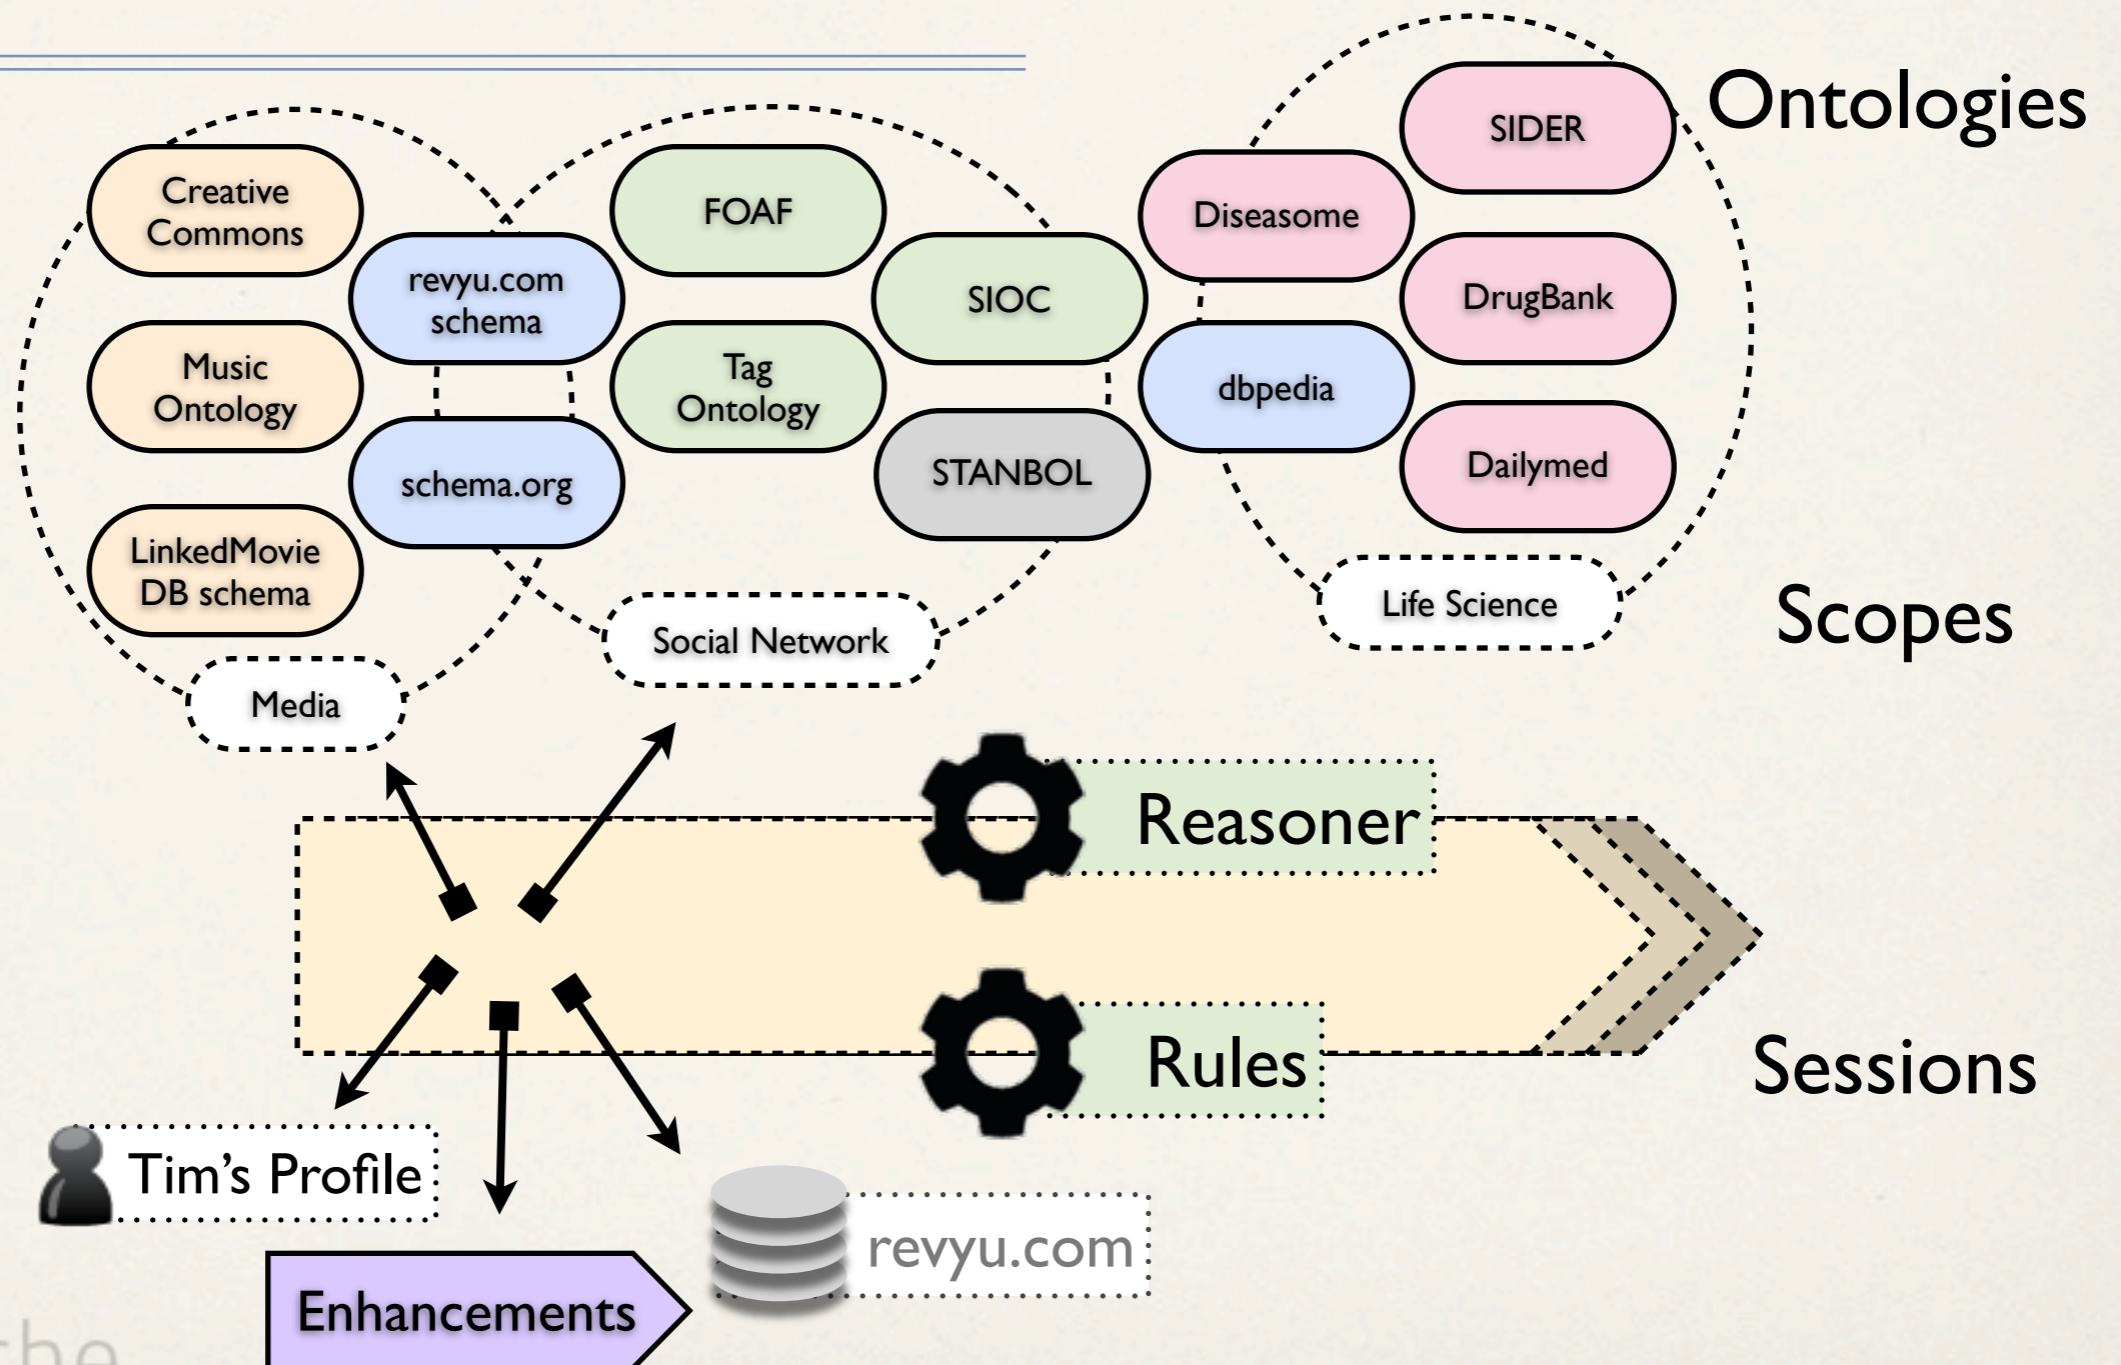 Ontologies
SIDER
Creative
Commons
FOAF
Diseasome
revyu.com
schema
SIOC
DrugBank
Music
Ontology
Tag
Ontology
dbpedia
STANBOL
Dailymed
schema.org
LinkedMovie
DB schema
Life Science
Scopes
Social Network
Media
Reasoner
Rules
Sessions
Tim's Profile
revyu.com
Enhancements